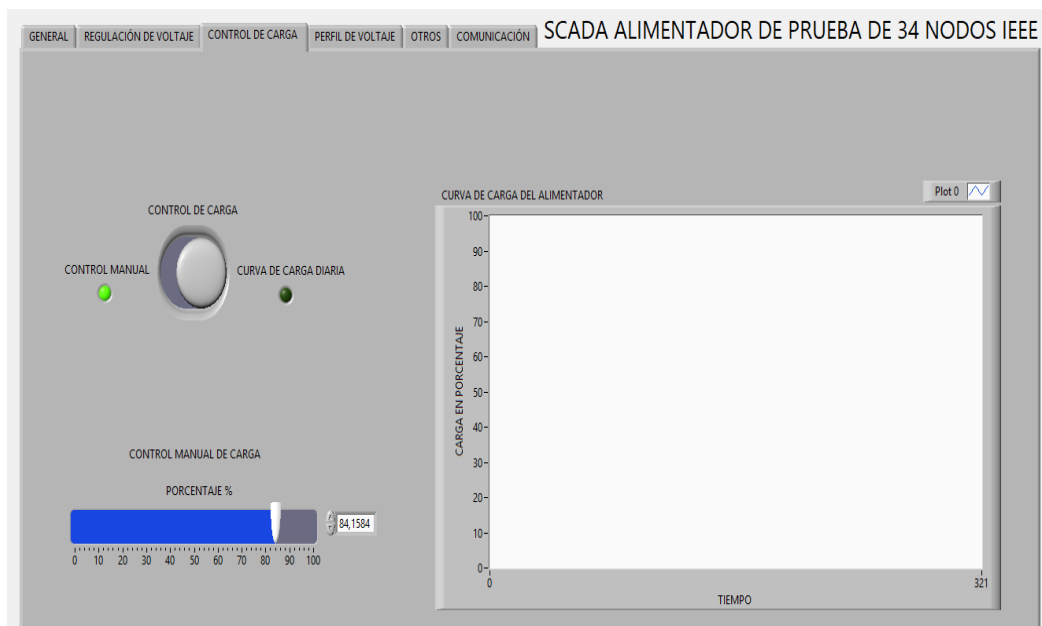 GENERAL REGULACIÓN DE VOLTAJE CONTROL DE CARGA PERFIL DE VOLTAJE OTROS COMUNICACIÓN SCADA ALIMENTADOR DE PRUEBA DE 34 NODOS IEEE
CONTROL DE CARGA
CONTROL MANUAL
CURVA DE CARGA DIARIA
CONTROL MANUAL DE CARGA
PORCENTAJE %
84,1584
0 10 20 30 40 50 60 70 80 90 100
CURVA DE CARGA DEL ALIMENTADOR
Plot 0
CARGA EN PORCENTAJE
100
90
80
70
60
50
40
30
20
10
0
0 321
TIEMPO